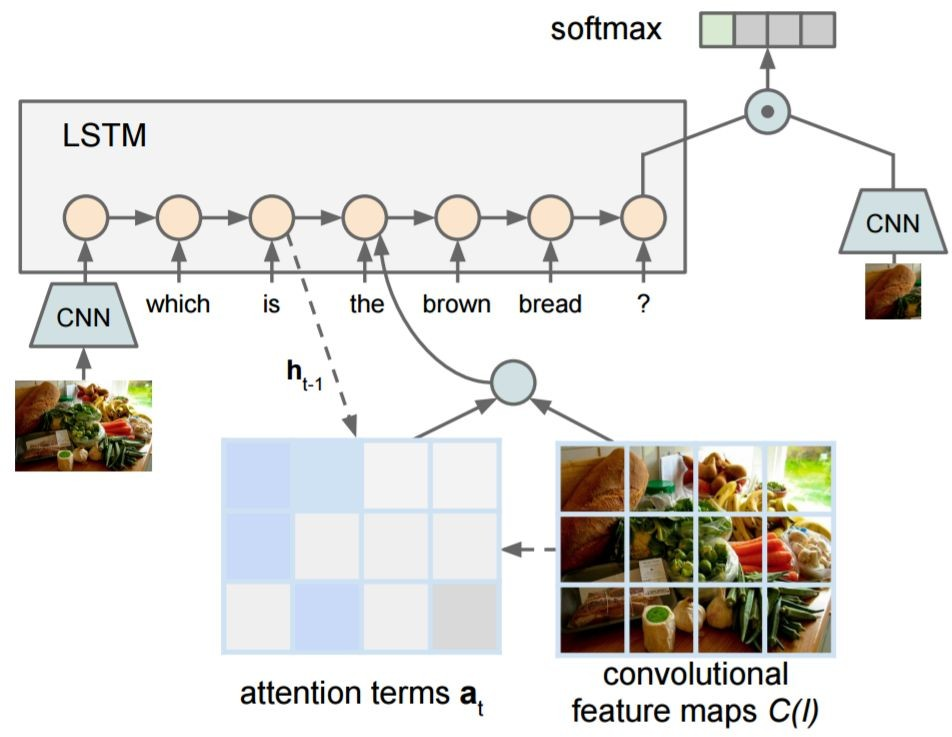 softmax
LSTM
CNN
which is the brown bread ?
CNN
h t-1
attention terms a t
convolutional
feature maps C(I)